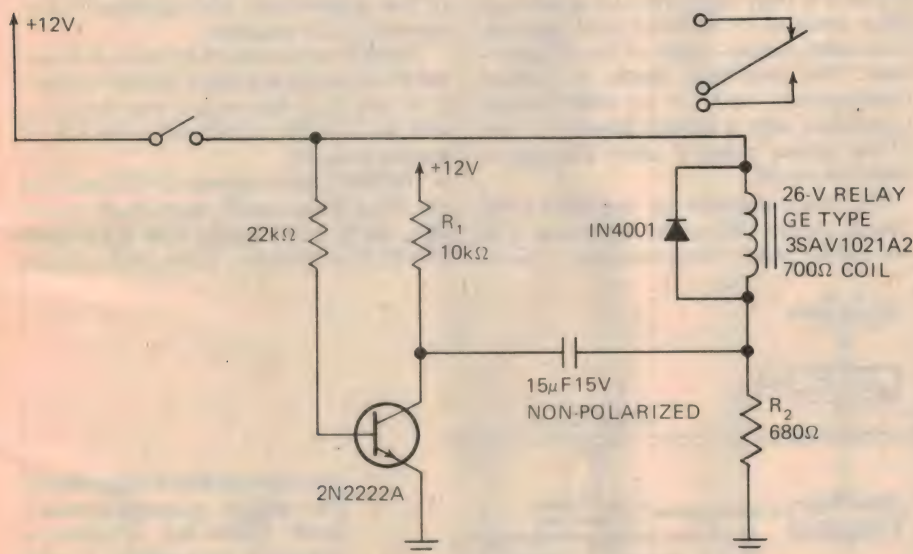 +12V
+12V
22kΩ
R1
10kΩ
IN4001
26-V RELAY
GE TYPE
3SAV1021A2
700Ω COIL
15μF15V
NON-POLARIZED
R2
680Ω
2N2222A